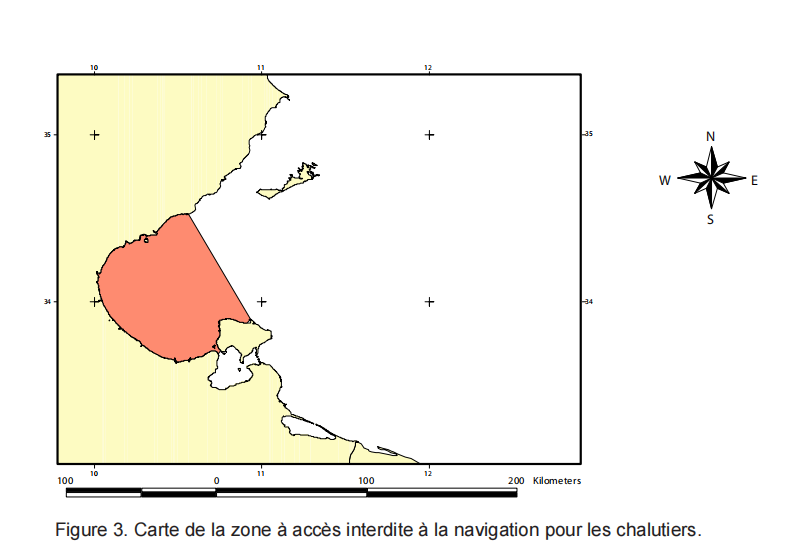 10 11 12
35 35
N
W E
S
34 34
10 11 12
100 0 100 200 Kilometers
Figure 3. Carte de la zone à accès interdite à la navigation pour les chalutiers.